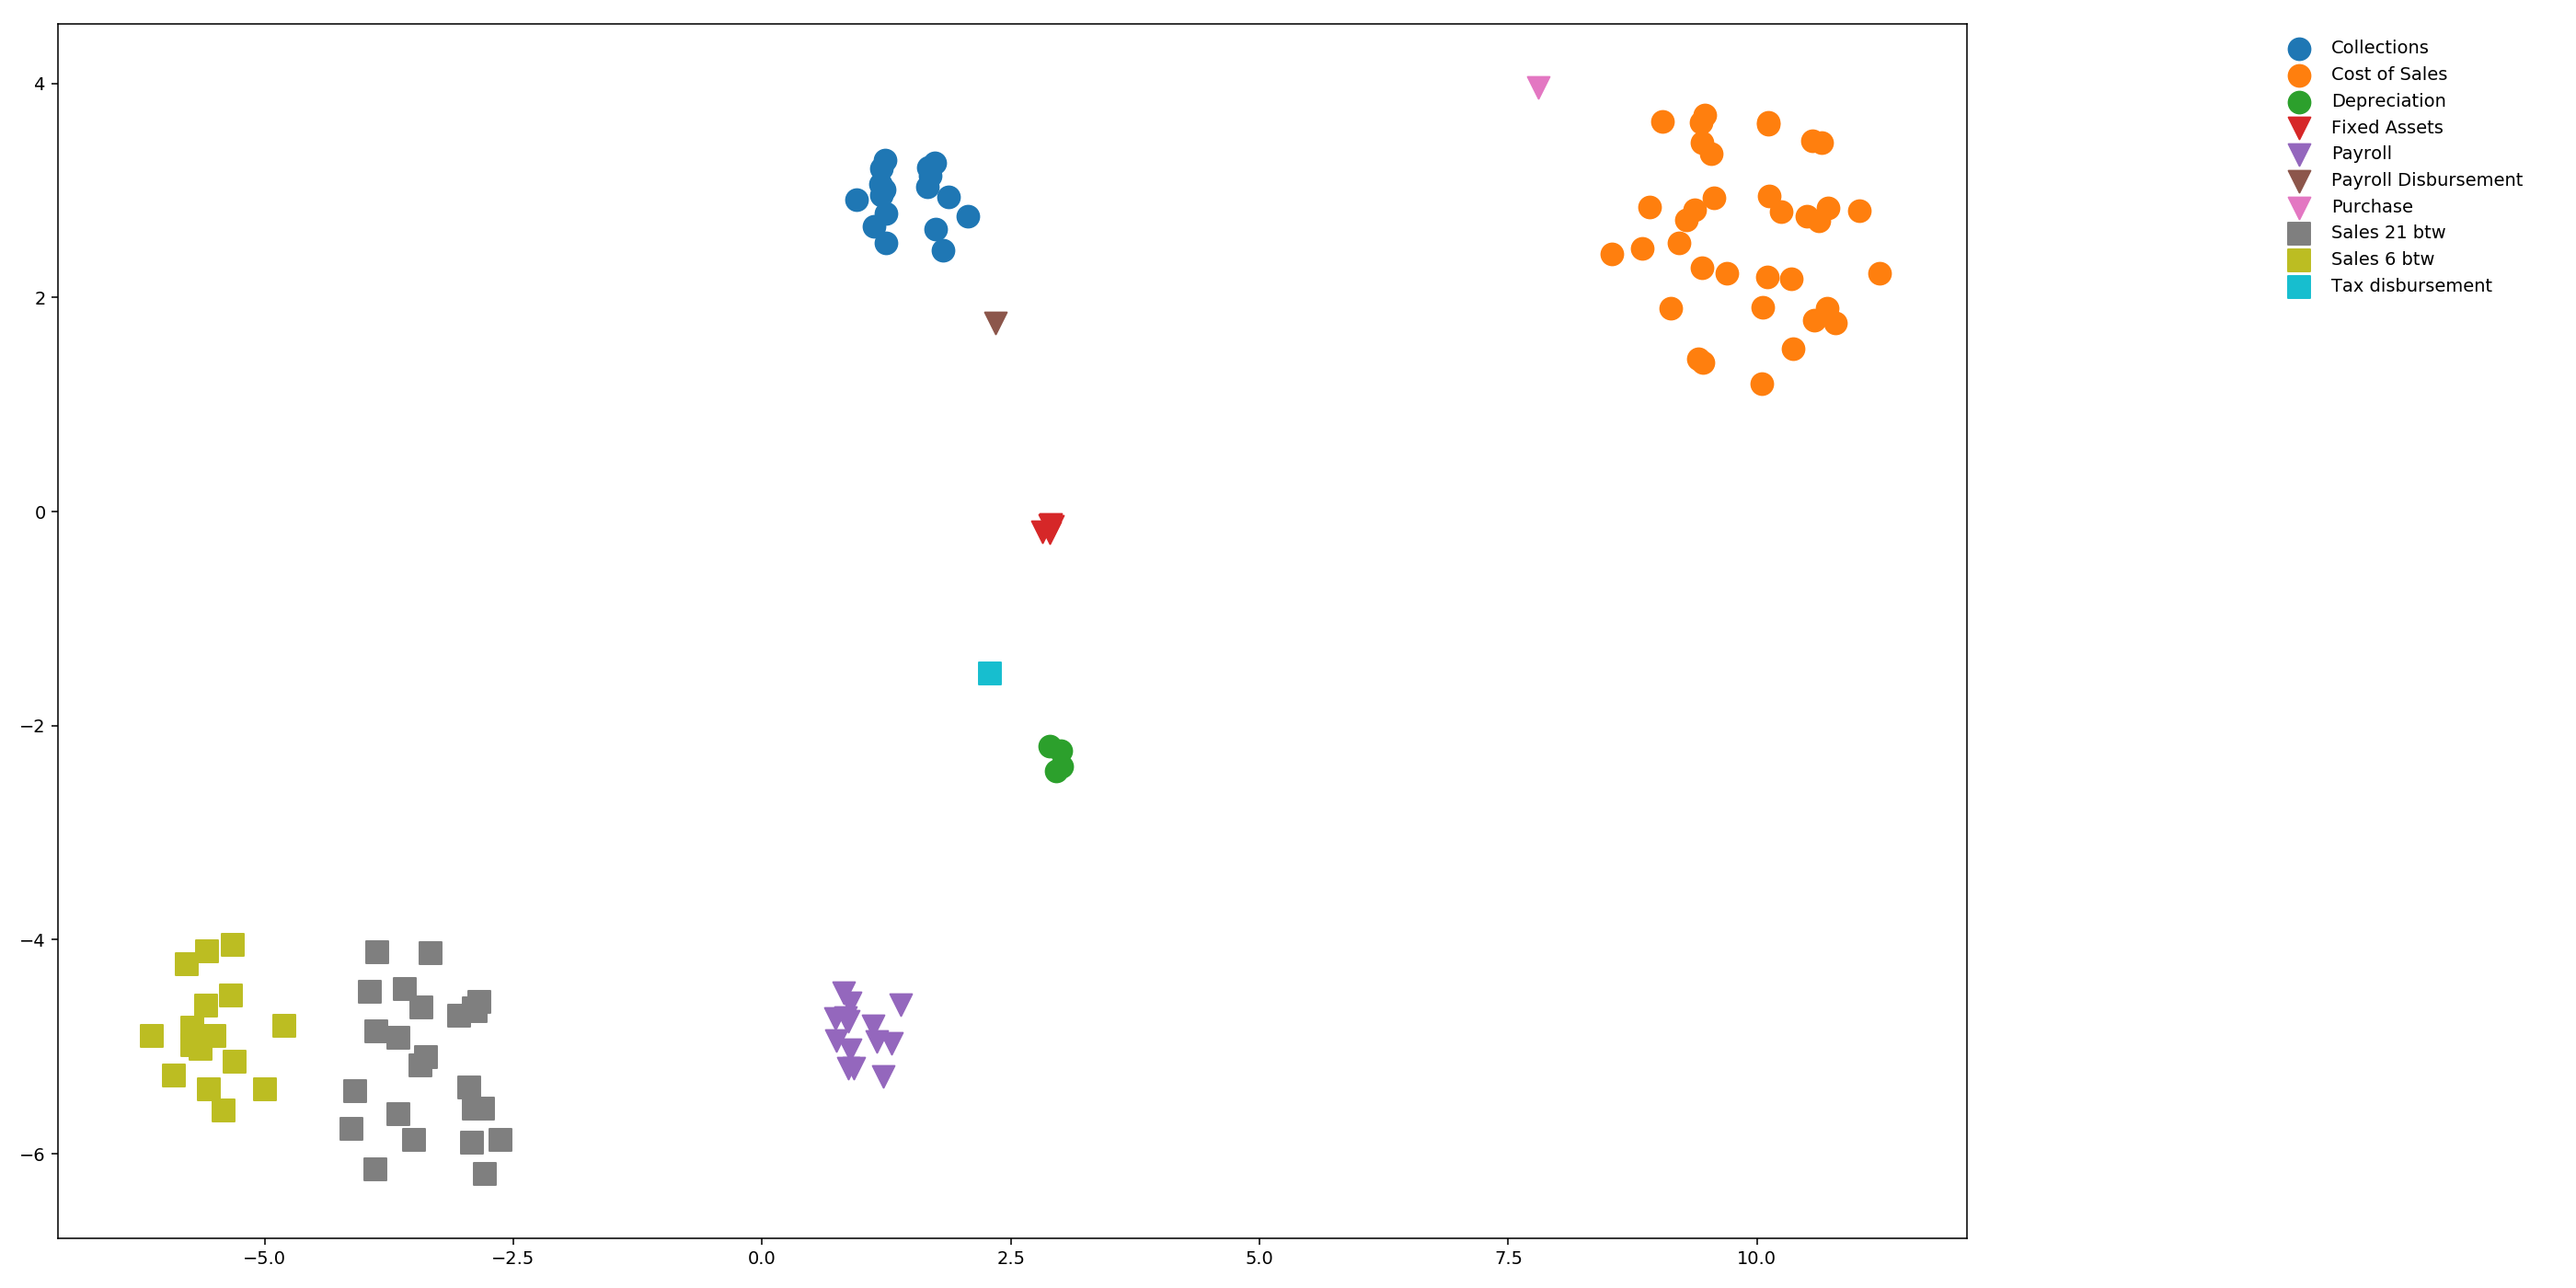 4
2
0
−2
−4
−6
−5.0
−2.5
0.0
2.5
5.0
7.5
10.0
Collections
Cost of Sales
Depreciation
Fixed Assets
Payroll
Payroll Disbursement
Purchase
Sales 21 btw
Sales 6 btw
Tax disbursement